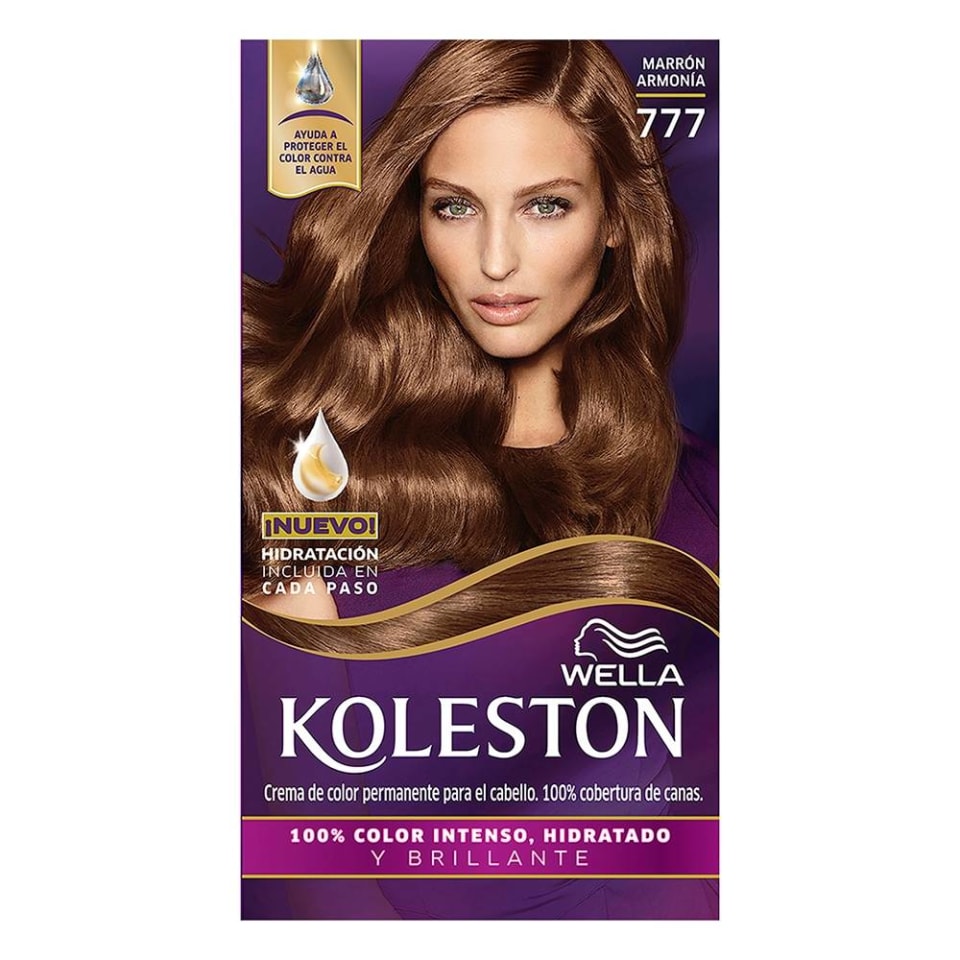 AYUDA A
PROTEGER EL
COLOR CONTRA
EL AGUA
MARRÓN
ARMONÍA
777
¡NUEVO!
HIDRATACIÓN
INCLUIDA EN
CADA PASO
WELLA
KOLESTON
Crema de color permanente para el cabello. 100% cobertura de canas.
100% COLOR INTENSO, HIDRATADO
Y BRILLANTE